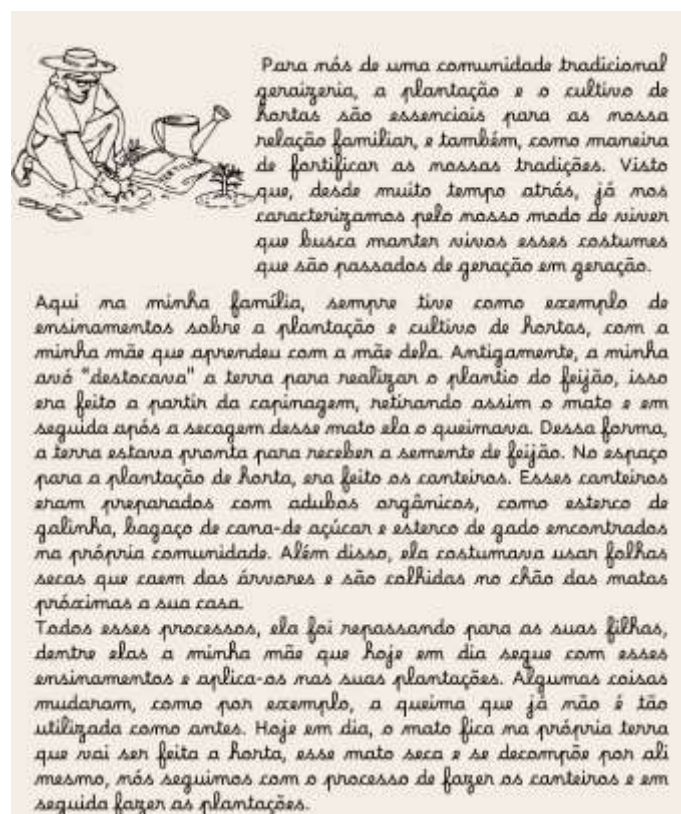 Para nós de uma comunidade tradicional
geraizeria, a plantação e o cultivo de
hortas são essenciais para as nossa
relação familiar, e também, como maneira
de fortificar as nossas tradições. Visto
que, desde muito tempo atrás, já nos
caracterizamos pelo nosso modo de viver
que busca manter vivos esses costumes
que são passados de geração em geração.
Aqui na minha família, sempre tive como exemplo de
ensinamentos sobre a plantação e cultivo de hortas, com a
minha mãe que aprendeu com a mãe dela. Antigamente, a minha
avó "destocava" a terra para realizar o plantio do feijão, isso
era feito a partir da capinagem, retirando assim o mato e em
seguida após a secagem desse mato ela o queimava. Dessa forma,
a terra estava pronta para receber a semente de feijão. No espaço
para a plantação de horta, era feito os canteiros. Esses canteiros
eram preparados com adubos orgânicos, como esterco de
galinha, bagaço de cana-de açúcar e esterco de gado encontrados
na própria comunidade. Além disso, ela costumava usar folhas
secas que caem das árvores e são colhidas no chão das matas
próximas a sua casa.
Todos esses processos, ela foi repassando para as suas filhas,
dentre elas a minha mãe que hoje em dia segue com esses
ensinamentos e aplica-os nas suas plantações. Algumas coisas
mudaram, como por exemplo, a queima que já não é tão
utilizada como antes. Hoje em dia, o mato fica na própria terra
que vai ser feita a horta, esse mato seca e se decompõe por ali
mesmo, nós seguimos com o processo de fazer os canteiros e em
seguida fazer as plantações.